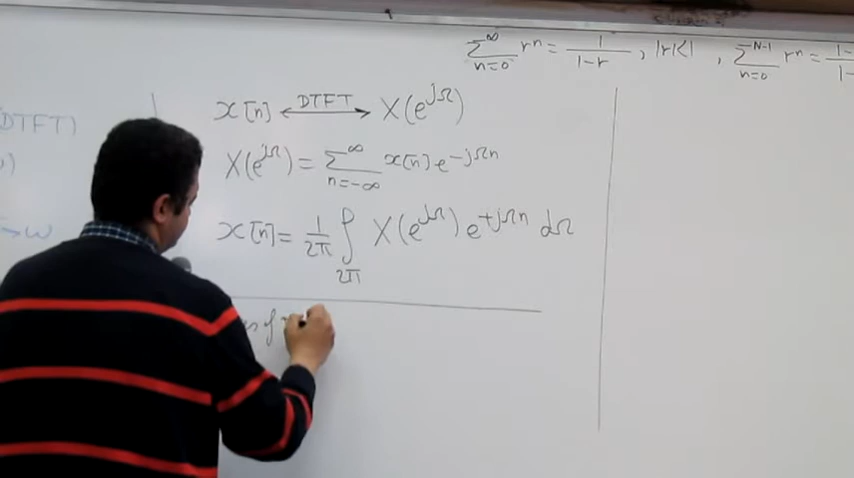 ∑_{n=0}^{∞} rⁿ = 1/(1-r) , |r|<1 , ∑_{n=0}^{N-1} rⁿ = 1-
DTFT)
x[n] ⟷^{DTFT} X(e^{jΩ})
X(e^{jΩ}) = ∑_{n=-∞}^{∞} x[n] e^{-jΩn}
→ω
x[n] = 1/2π ∫_{2π} X(e^{jΩ}) e^{+jΩn} dΩ
of